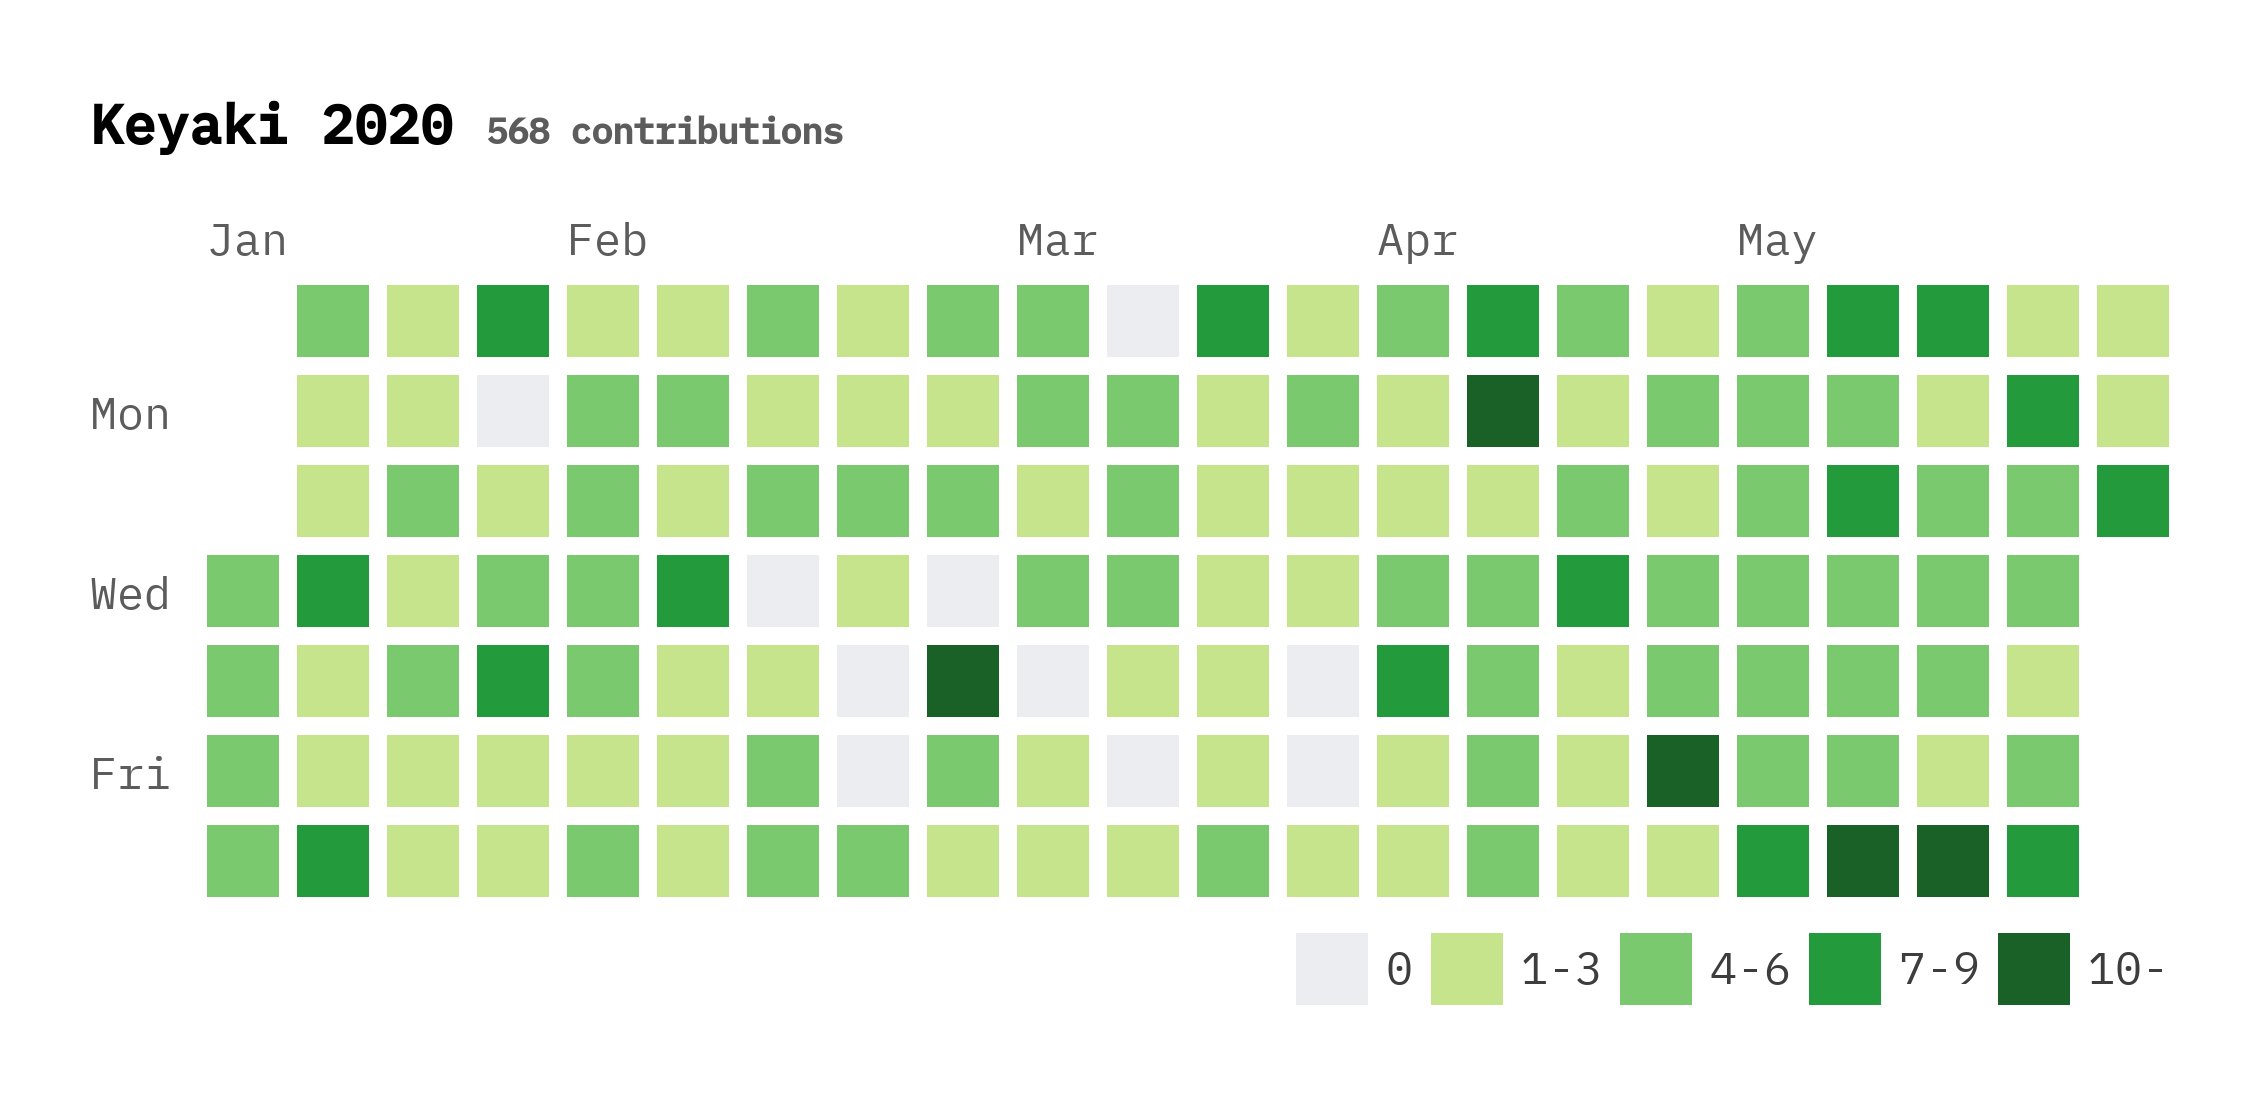 Keyaki 2020 568 contributions
Jan Feb Mar Apr May
Mon
Wed
Fri
0 1-3 4-6 7-9 10-